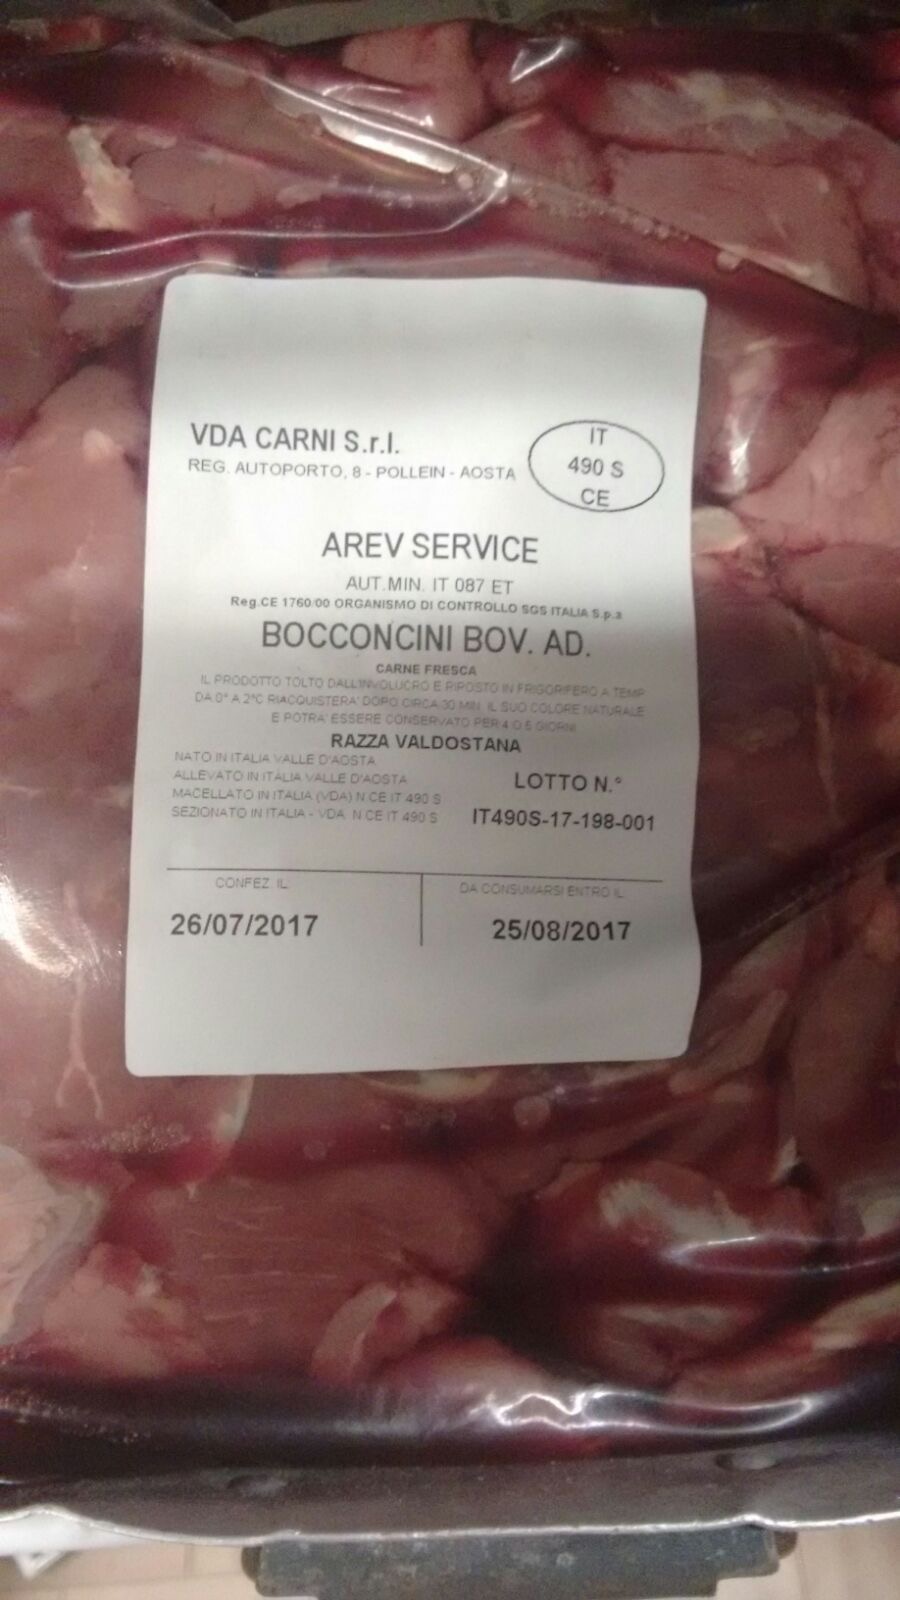 VDA CARNI S.r.l.
REG. AUTOPORTO, 8 - POLLEIN - AOSTA
IT
490 S
CE
AREV SERVICE
AUT.MIN. IT 087 ET
Reg.CE 1760/00 ORGANISMO DI CONTROLLO SGS ITALIA S.p.a
BOCCONCINI BOV. AD.
CARNE FRESCA
IL PRODOTTO TOLTO DALL'INVOLUCRO E RIPOSTO IN FRIGORIFERO A TEMP.
DA 0° A 2°C RIACQUISTERA' DOPO CIRCA 30 MIN. IL SUO COLORE NATURALE
E POTRA' ESSERE CONSERVATO PER 4 O 5 GIORNI
RAZZA VALDOSTANA
NATO IN ITALIA VALLE D'AOSTA
ALLEVATO IN ITALIA VALLE D'AOSTA
MACELLATO IN ITALIA (VDA) N CE IT 490 S
SEZIONATO IN ITALIA - VDA N CE IT 490 S
LOTTO N.°
IT490S-17-198-001
CONFEZ. IL:
26/07/2017
DA CONSUMARSI ENTRO IL:
25/08/2017